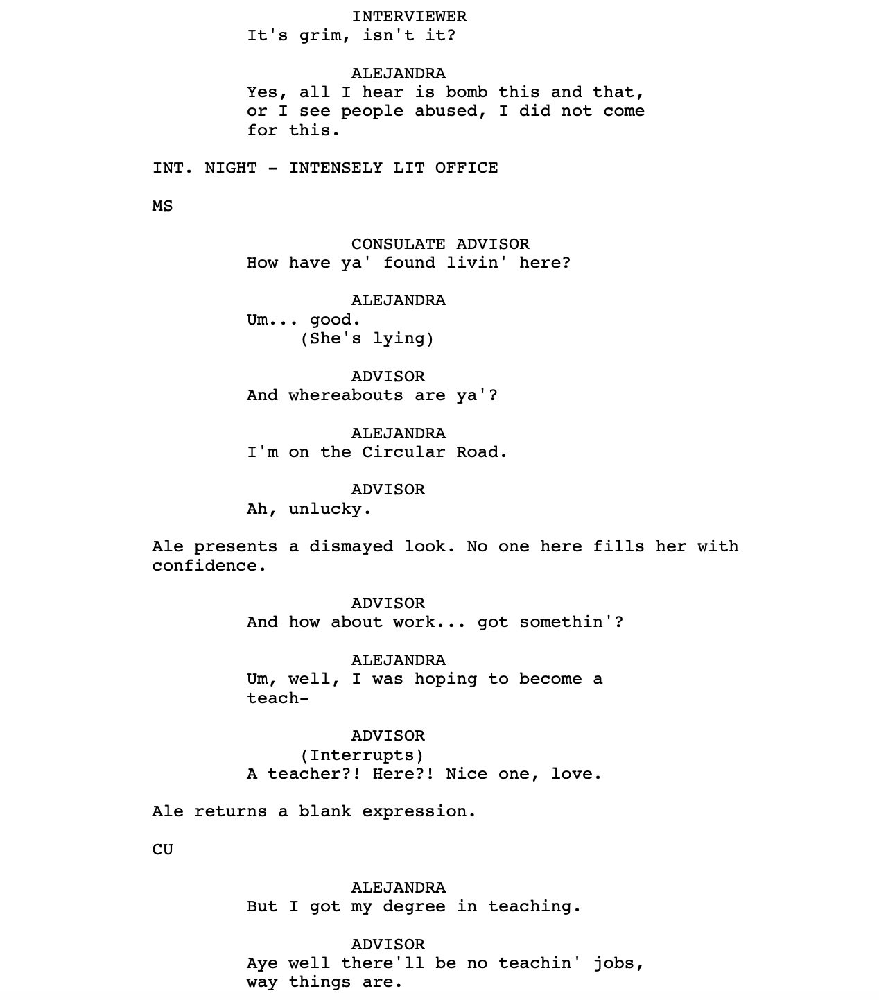 INTERVIEWER
It's grim, isn't it?
ALEJANDRA
Yes, all I hear is bomb this and that,
or I see people abused, I did not come
for this.
INT. NIGHT – INTENSELY LIT OFFICE
MS
CONSULATE ADVISOR
How have ya' found livin' here?
ALEJANDRA
Um... good.
(She's lying)
ADVISOR
And whereabouts are ya'?
ALEJANDRA
I'm on the Circular Road.
ADVISOR
Ah, unlucky.
Ale presents a dismayed look. No one here fills her with
confidence.
ADVISOR
And how about work... got somethin'?
ALEJANDRA
Um, well, I was hoping to become a
teach–
ADVISOR
(Interrupts)
A teacher?! Here?! Nice one, love.
Ale returns a blank expression.
CU
ALEJANDRA
But I got my degree in teaching.
ADVISOR
Aye well there'll be no teachin' jobs,
way things are.